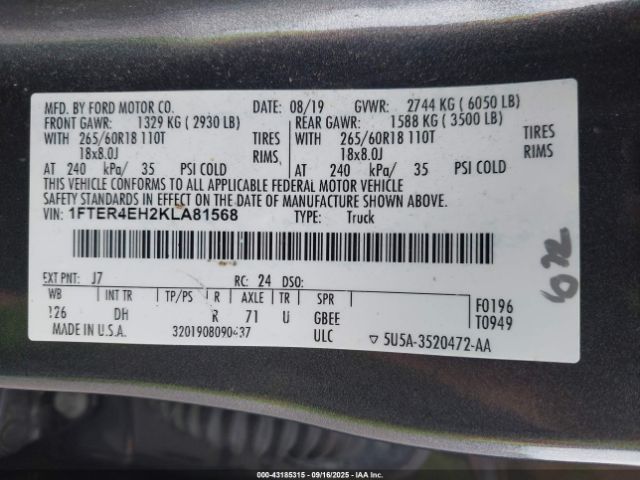 MFD. BY FORD MOTOR CO. DATE: 08/19 GVWR: 2744 KG ( 6050 LB)
FRONT GAWR: 1329 KG ( 2930 LB) REAR GAWR: 1588 KG ( 3500 LB)
WITH 265/60R18 110T TIRES WITH 265/60R18 110T TIRES
18x8.0J RIMS, 18x8.0J RIMS
AT 240 kPa/ 35 PSI COLD AT 240 kPa/ 35 PSI COLD
THIS VEHICLE CONFORMS TO ALL APPLICABLE FEDERAL MOTOR VEHICLE
SAFETY STANDARDS IN EFFECT ON THE DATE OF MANUFACTURE SHOWN ABOVE.
VIN: 1FTER4EH2KLA81568 TYPE: Truck
EXT PNT: J7 RC: 24 DSO:
WB INT TR TP/PS R AXLE TR SPR F0196
126 DH R 71 U GBEE T0949
MADE IN U.S.A. 3201908090437 ULC ▽ 5U5A-3520472-AA
000-43185315 - 09/16/2025 - IAA Inc.